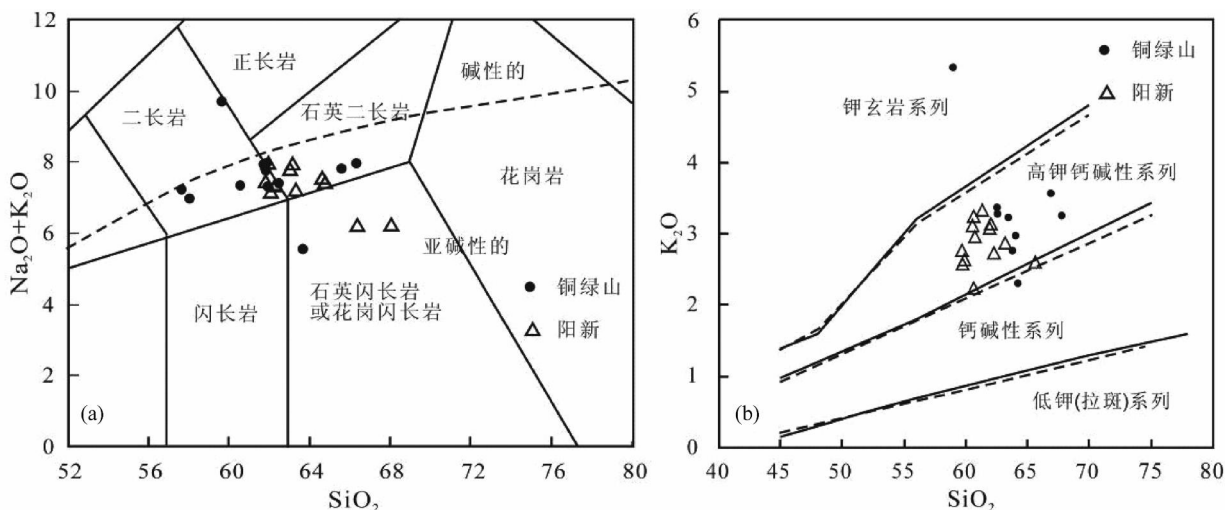 12
10
8
6
4
2
0
Na₂O+K₂O
正长岩
碱性的
二长岩
石英二长岩
花岗岩
亚碱性的
铜绿山
石英闪长岩
或花岗闪长岩
闪长岩
阳新
(a)
52 56 60 64 68 72 76 80
SiO₂
6
5
4
3
2
1
0
K₂O
铜绿山
钾玄岩系列
阳新
高钾钙碱性系列
钙碱性系列
低钾(拉斑)系列
(b)
40 45 50 55 60 65 70 75 80
SiO₂